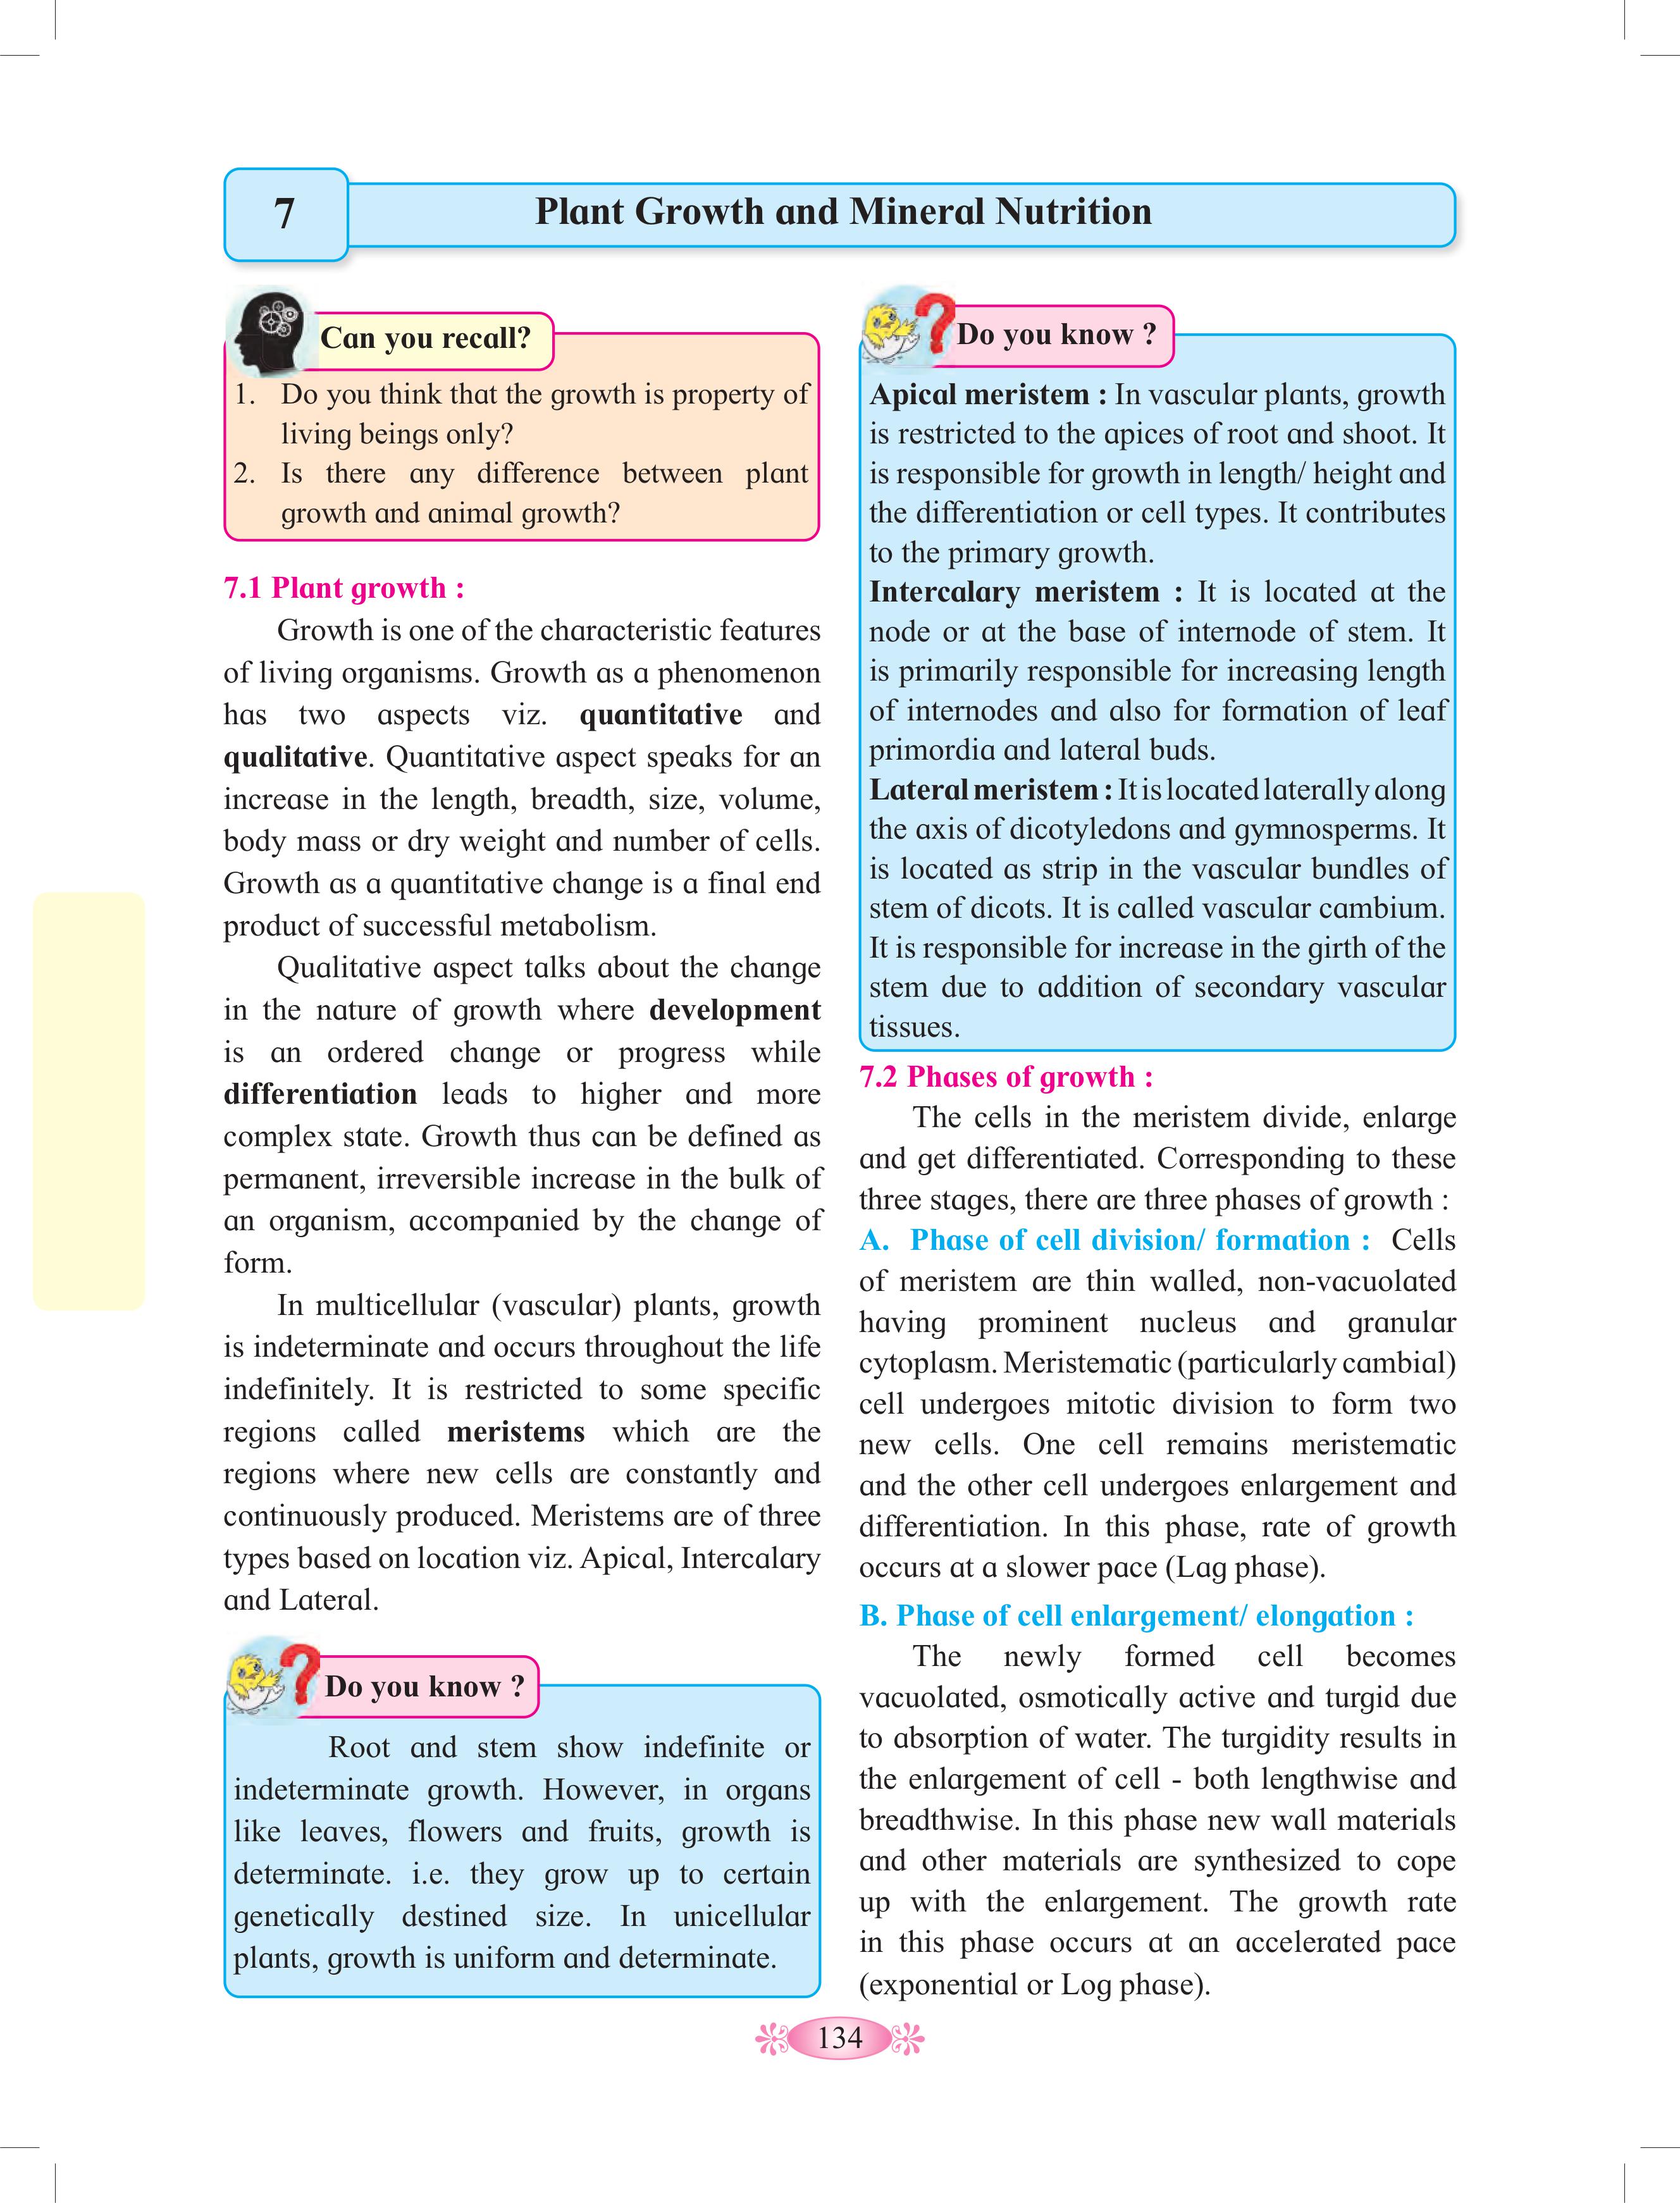 7
Plant Growth and Mineral Nutrition
Can you recall?
1. Do you think that the growth is property of
living beings only?
2. Is there any difference between plant
growth and animal growth?
7.1 Plant growth :
Growth is one of the characteristic features
of living organisms. Growth as a phenomenon
has two aspects viz. quantitative and
qualitative. Quantitative aspect speaks for an
increase in the length, breadth, size, volume,
body mass or dry weight and number of cells.
Growth as a quantitative change is a final end
product of successful metabolism.
Qualitative aspect talks about the change
in the nature of growth where development
is an ordered change or progress while
differentiation leads to higher and more
complex state. Growth thus can be defined as
permanent, irreversible increase in the bulk of
an organism, accompanied by the change of
form.
In multicellular (vascular) plants, growth
is indeterminate and occurs throughout the life
indefinitely. It is restricted to some specific
regions called meristems which are the
regions where new cells are constantly and
continuously produced. Meristems are of three
types based on location viz. Apical, Intercalary
and Lateral.
Do you know ?
Root and stem show indefinite or
indeterminate growth. However, in organs
like leaves, flowers and fruits, growth is
determinate. i.e. they grow up to certain
genetically destined size. In unicellular
plants, growth is uniform and determinate.
Do you know ?
Apical meristem : In vascular plants, growth
is restricted to the apices of root and shoot. It
is responsible for growth in length/ height and
the differentiation or cell types. It contributes
to the primary growth.
Intercalary meristem : It is located at the
node or at the base of internode of stem. It
is primarily responsible for increasing length
of internodes and also for formation of leaf
primordia and lateral buds.
Lateral meristem : It is located laterally along
the axis of dicotyledons and gymnosperms. It
is located as strip in the vascular bundles of
stem of dicots. It is called vascular cambium.
It is responsible for increase in the girth of the
stem due to addition of secondary vascular
tissues.
7.2 Phases of growth :
The cells in the meristem divide, enlarge
and get differentiated. Corresponding to these
three stages, there are three phases of growth :
A. Phase of cell division/ formation : Cells
of meristem are thin walled, non-vacuolated
having prominent nucleus and granular
cytoplasm. Meristematic (particularly cambial)
cell undergoes mitotic division to form two
new cells. One cell remains meristematic
and the other cell undergoes enlargement and
differentiation. In this phase, rate of growth
occurs at a slower pace (Lag phase).
B. Phase of cell enlargement/ elongation :
The newly formed cell becomes
vacuolated, osmotically active and turgid due
to absorption of water. The turgidity results in
the enlargement of cell - both lengthwise and
breadthwise. In this phase new wall materials
and other materials are synthesized to cope
up with the enlargement. The growth rate
in this phase occurs at an accelerated pace
(exponential or Log phase).
134